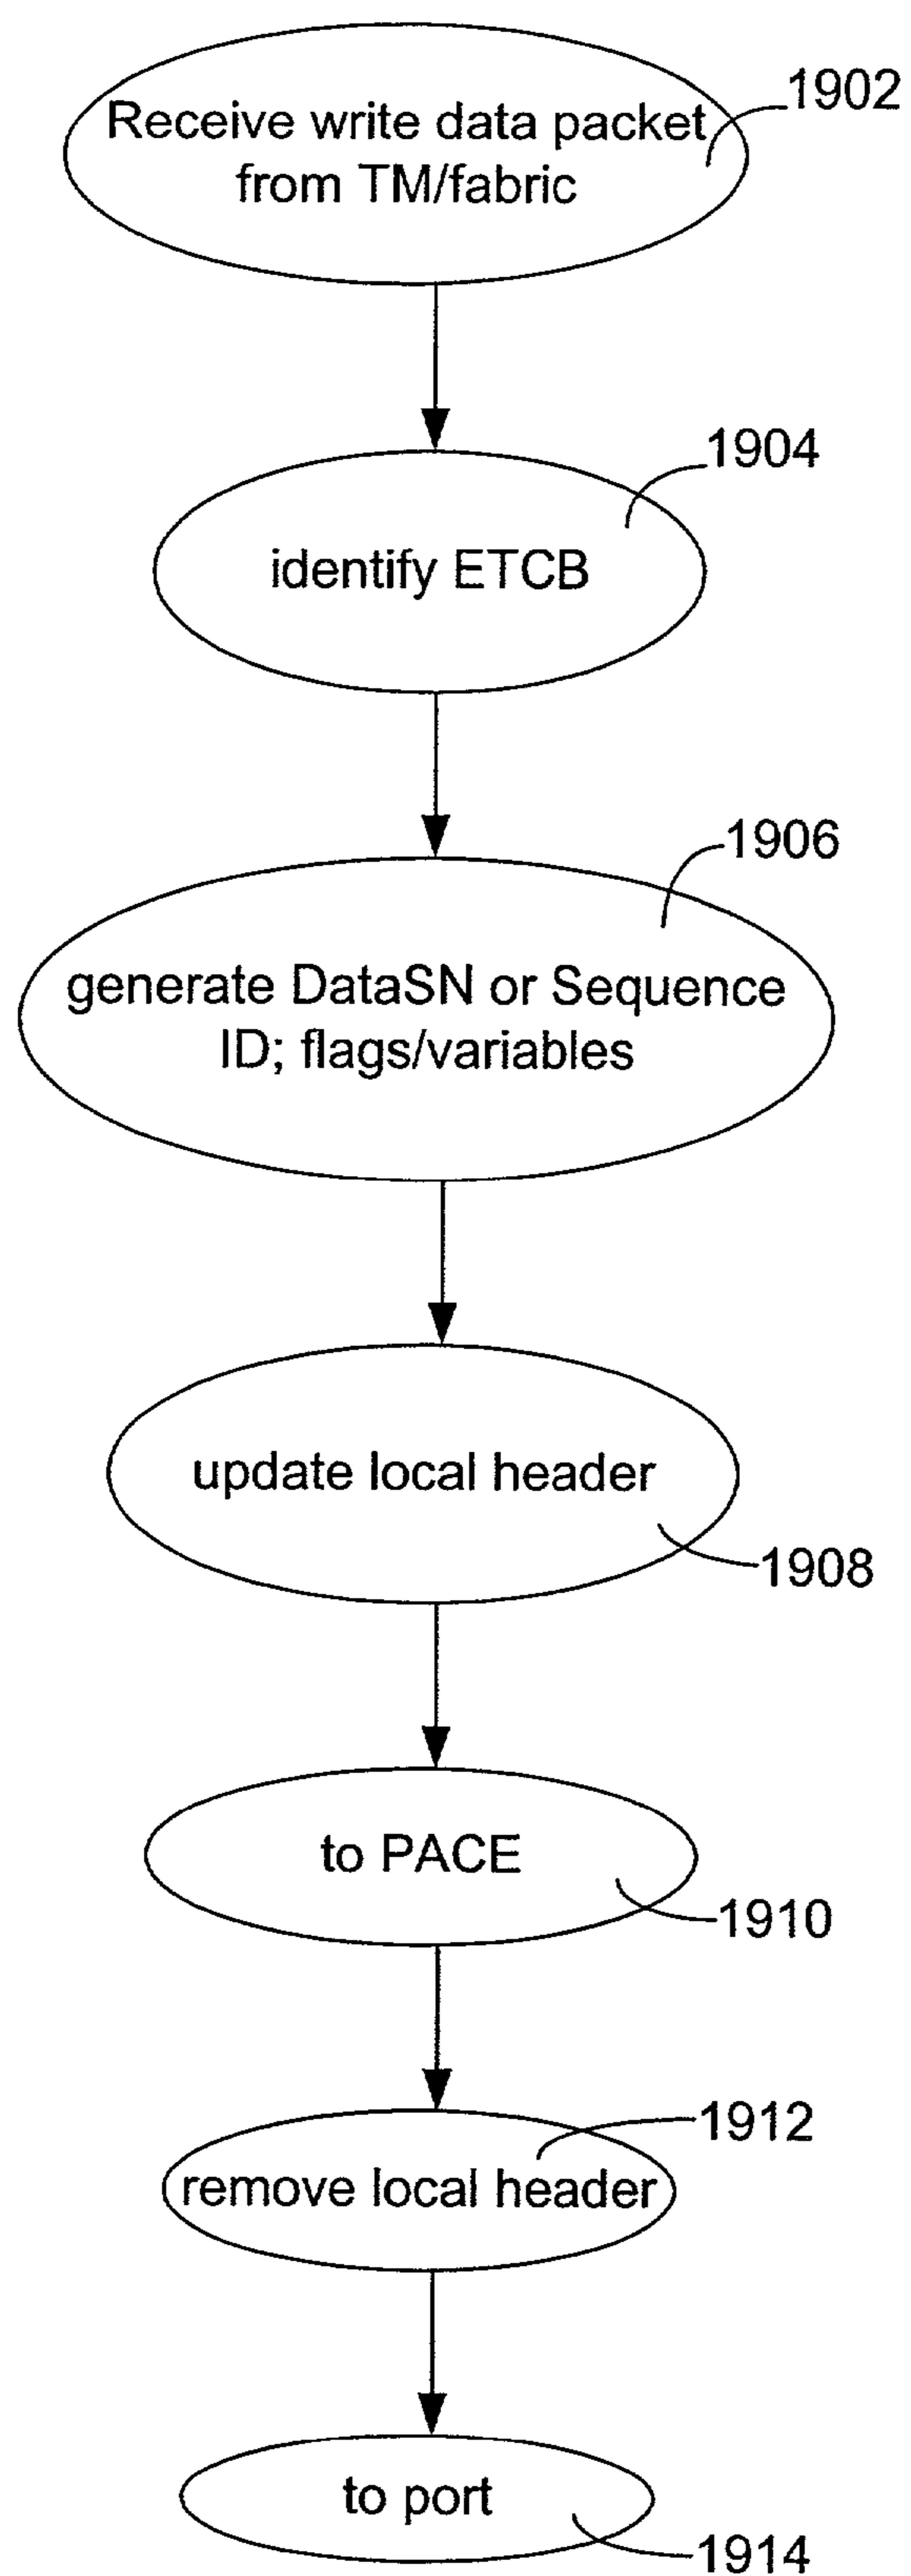 1902
Receive write data packet
from TM/fabric
1904
identify ETCB
1906
generate DataSN or Sequence
ID; flags/variables
update local header
1908
to PACE
1910
1912
remove local header
to port
1914